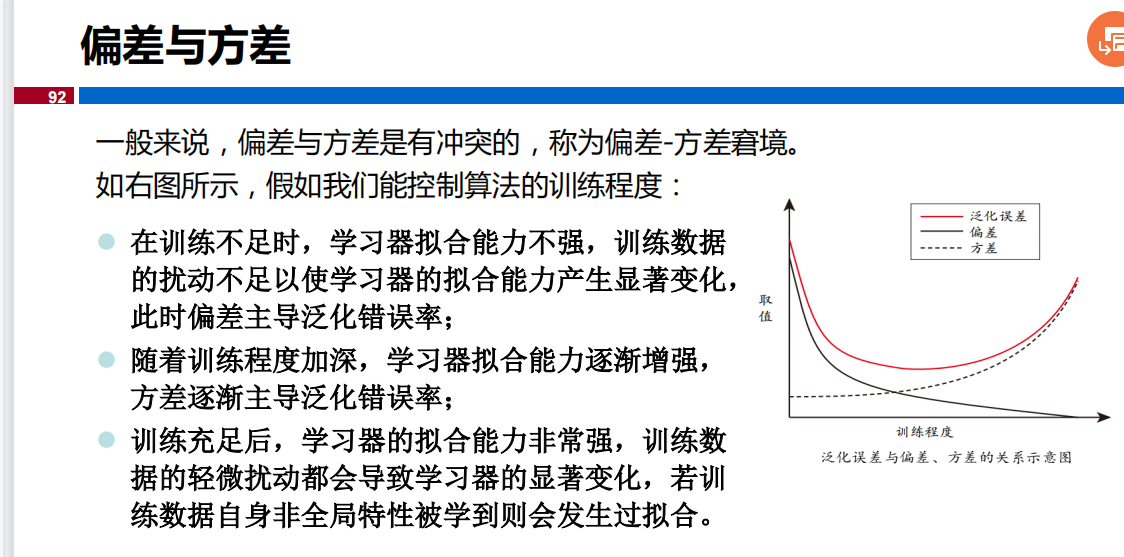 偏差与方差
92
一般来说，偏差与方差是有冲突的，称为偏差-方差窘境。
如右图所示，假如我们能控制算法的训练程度：
在训练不足时，学习器拟合能力不强，训练数据
的扰动不足以使学习器的拟合能力产生显著变化，
此时偏差主导泛化错误率；
随着训练程度加深，学习器拟合能力逐渐增强，
方差逐渐主导泛化错误率；
训练充足后，学习器的拟合能力非常强，训练数
据的轻微扰动都会导致学习器的显著变化，若训
练数据自身非全局特性被学到则会发生过拟合。
泛化误差
偏差
方差
取
值
训练程度
泛化误差与偏差、方差的关系示意图